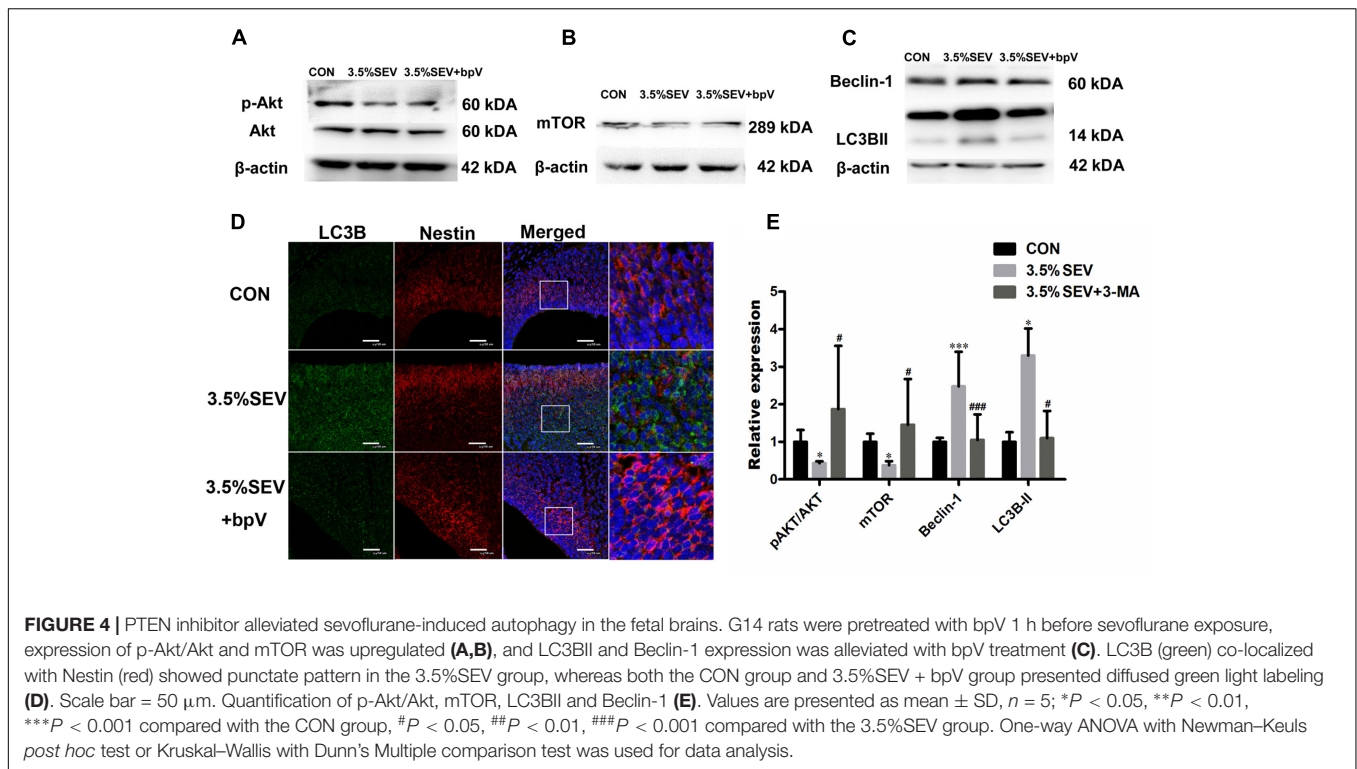 A
CON 3.5%SEV 3.5%SEV+bpV
p-Akt 60 kDA
Akt 60 kDA
β-actin 42 kDA
B
CON 3.5%SEV 3.5%SEV+bpV
mTOR 289 kDA
β-actin 42 kDA
C
CON 3.5%SEV 3.5%SEV+bpV
Beclin-1 60 kDA
LC3BII 14 kDA
β-actin 42 kDA
D
LC3B Nestin Merged
CON
3.5%SEV
3.5%SEV
+bpV
E
CON
3.5% SEV
3.5% SEV+3-MA
Relative expression
5
4
3
2
1
0
* # * # *** ### * #
pAKT/AKT mTOR Beclin-1 LC3B-II
FIGURE 4 | PTEN inhibitor alleviated sevoflurane-induced autophagy in the fetal brains. G14 rats were pretreated with bpV 1 h before sevoflurane exposure,
expression of p-Akt/Akt and mTOR was upregulated (A,B), and LC3BII and Beclin-1 expression was alleviated with bpV treatment (C). LC3B (green) co-localized
with Nestin (red) showed punctate pattern in the 3.5%SEV group, whereas both the CON group and 3.5%SEV + bpV group presented diffused green light labeling
(D). Scale bar = 50 μm. Quantification of p-Akt/Akt, mTOR, LC3BII and Beclin-1 (E). Values are presented as mean ± SD, n = 5; *P < 0.05, **P < 0.01,
***P < 0.001 compared with the CON group, #P < 0.05, ##P < 0.01, ###P < 0.001 compared with the 3.5%SEV group. One-way ANOVA with Newman–Keuls
post hoc test or Kruskal–Wallis with Dunn's Multiple comparison test was used for data analysis.